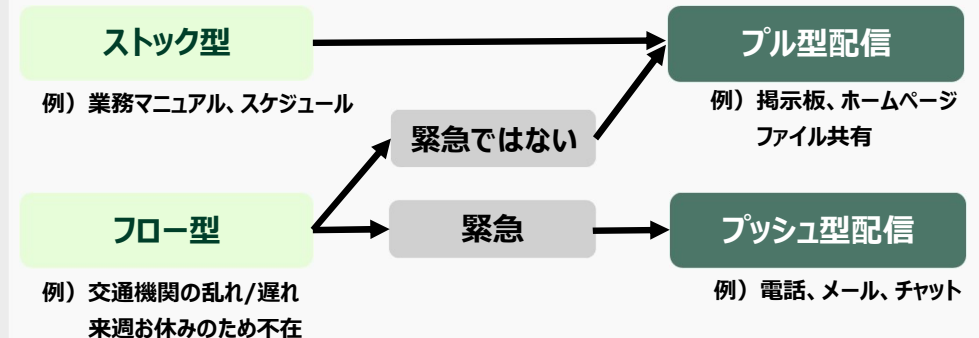 ストック型
プル型配信
例）業務マニュアル、スケジュール
例）掲示板、ホームページ
ファイル共有
緊急ではない
フロー型
緊急
プッシュ型配信
例）交通機関の乱れ/遅れ
来週お休みのため不在
例）電話、メール、チャット